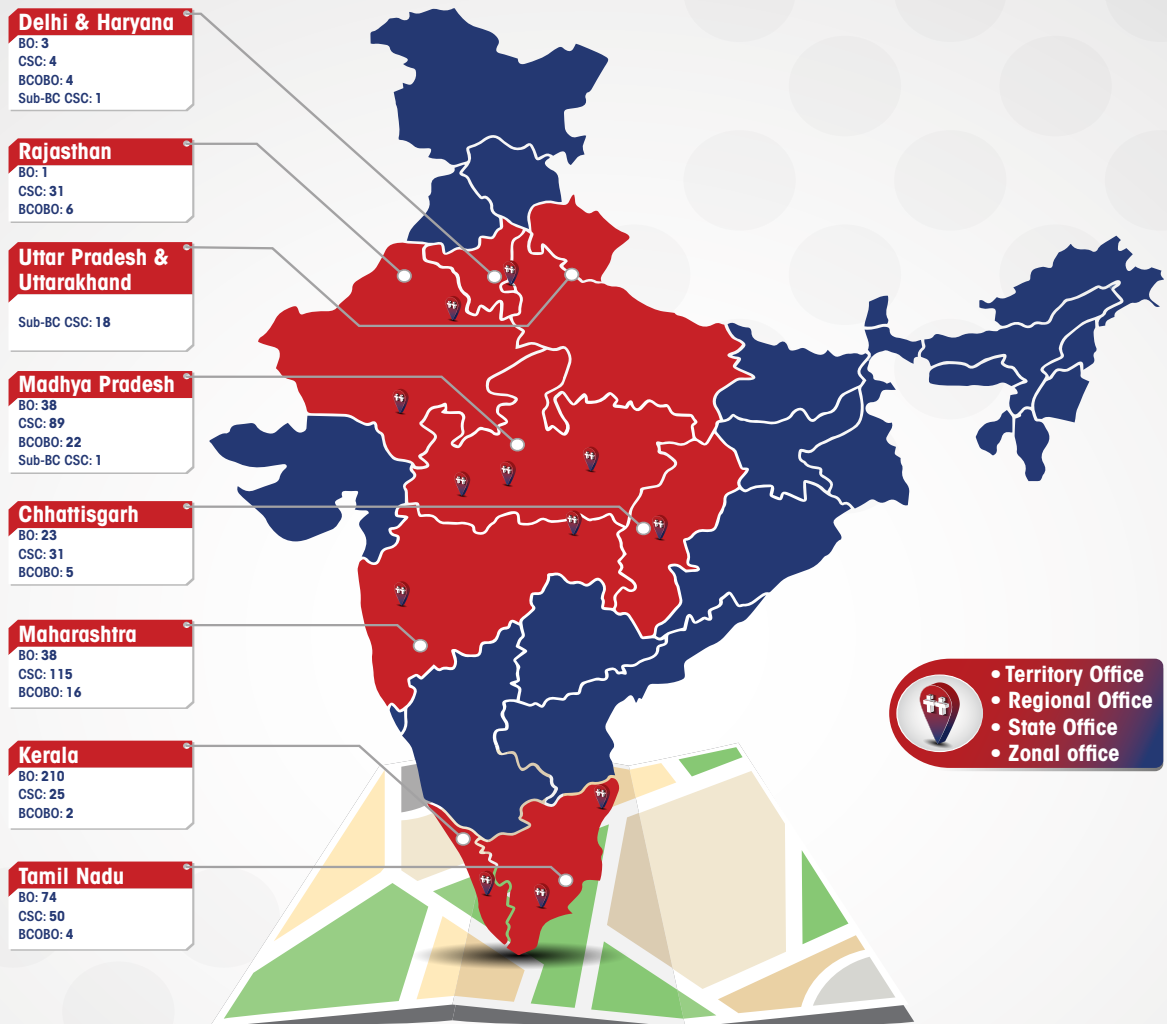 Delhi & Haryana
BO: 3
CSC: 4
BCOBO: 4
Sub-BC CSC: 1
Rajasthan
BO: 1
CSC: 31
BCOBO: 6
Uttar Pradesh &
Uttarakhand
Sub-BC CSC: 18
Madhya Pradesh
BO: 38
CSC: 89
BCOBO: 22
Sub-BC CSC: 1
Chhattisgarh
BO: 23
CSC: 31
BCOBO: 5
Maharashtra
BO: 38
CSC: 115
BCOBO: 16
Kerala
BO: 210
CSC: 25
BCOBO: 2
Tamil Nadu
BO: 74
CSC: 50
BCOBO: 4
• Territory Office
• Regional Office
• State Office
• Zonal office